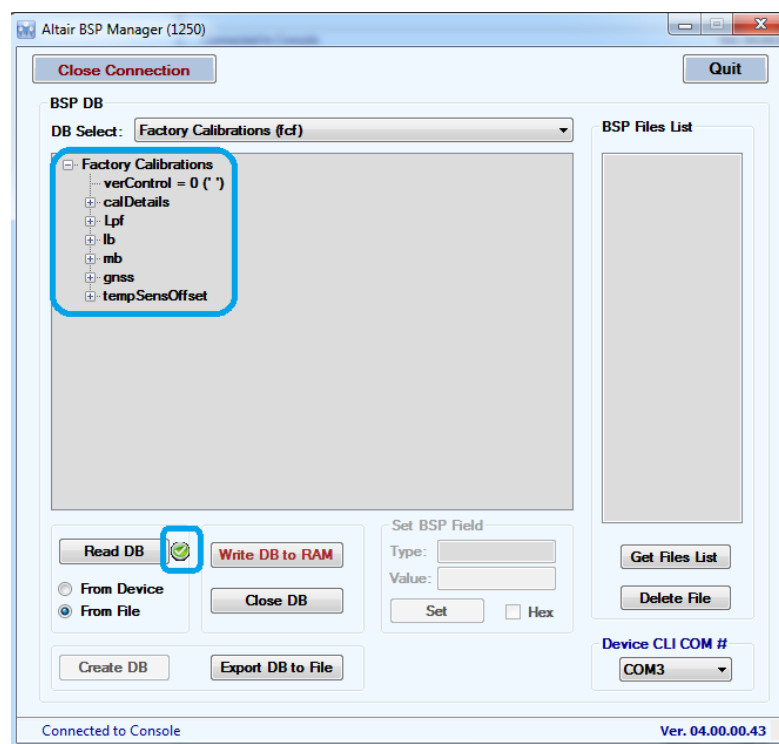 Altair BSP Manager (1250)
Close Connection
Quit
BSP DB
DB Select: Factory Calibrations (fcf)
BSP Files List
Factory Calibrations
verControl = 0 (' ')
calDetails
Lpf
lb
mb
gnss
tempSensOffset
Read DB
Write DB to RAM
From Device
From File
Close DB
Set BSP Field
Type:
Value:
Set
Hex
Get Files List
Delete File
Create DB
Export DB to File
Device CLI COM #
COM3
Connected to Console
Ver. 04.00.00.43